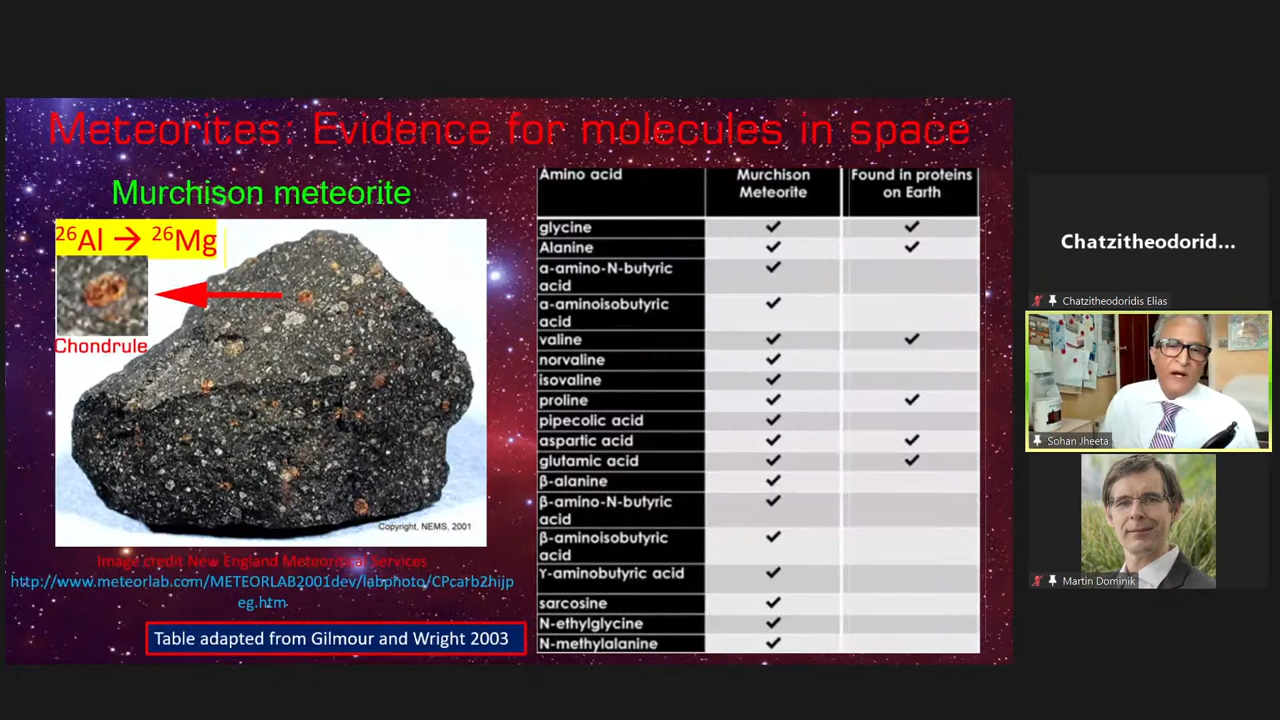 Meteorites: Evidence for molecules in space
Murchison meteorite
²⁶Al → ²⁶Mg
Chondrule
Copyright, NEMS, 2001
Image credit New England Meteoritical Services
http://www.meteorlab.com/METEORLAB2001dev/labphoto/CPcarb2hijp
eg.htm
Table adapted from Gilmour and Wright 2003
Amino acid Murchison Found in proteins
Meteorite on Earth
glycine ✓ ✓
Alanine ✓ ✓
α-amino-N-butyric ✓
acid
α-aminoisobutyric ✓
acid
valine ✓ ✓
norvaline ✓
isovaline ✓
proline ✓ ✓
pipecolic acid ✓
aspartic acid ✓ ✓
glutamic acid ✓ ✓
β-alanine ✓
β-amino-N-butyric ✓
acid
β-aminoisobutyric ✓
acid
Υ-aminobutyric acid ✓
sarcosine ✓
N-ethylglycine ✓
N-methylalanine ✓
Chatzitheodorid...
Chatzitheodoridis Elias
Sohan Jheeta
Martin Dominik